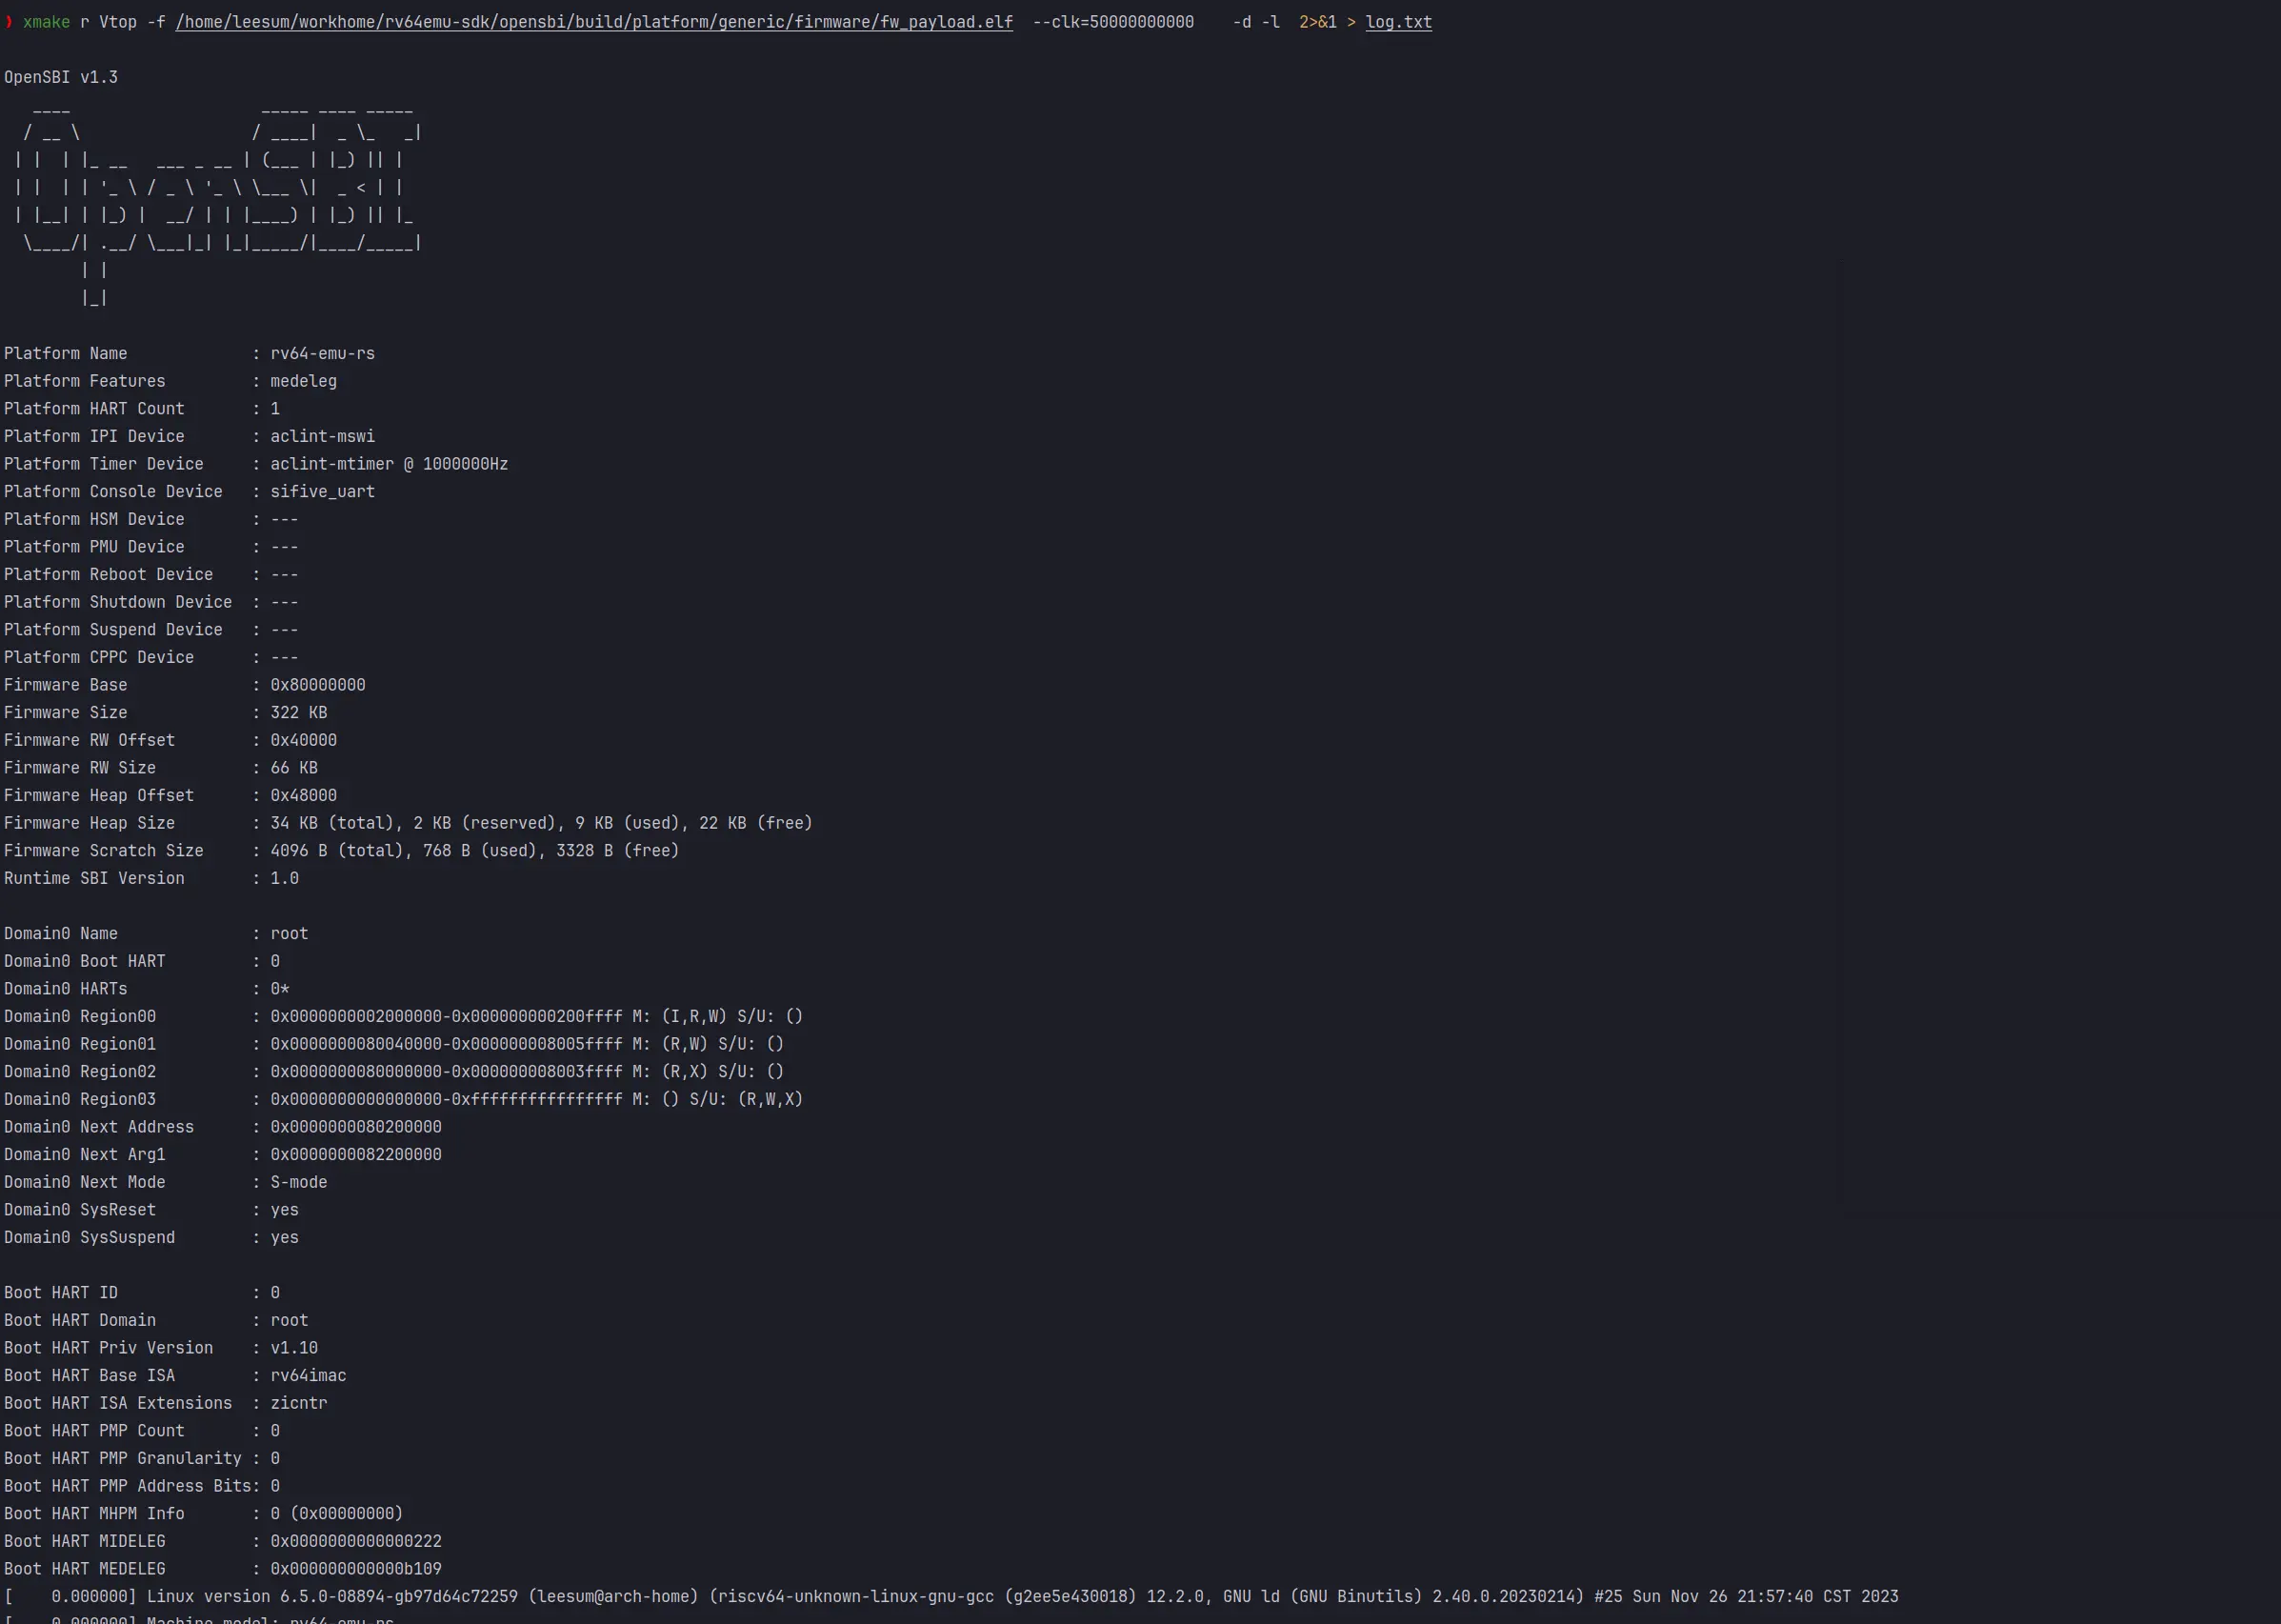 ❯ xmake r Vtop -f /home/leesum/workhome/rv64emu-sdk/opensbi/build/platform/generic/firmware/fw_payload.elf  --clk=50000000000    -d -l  2>&1 > log.txt

OpenSBI v1.3
   ____                    _____ ____ _____
  / __ \                  / ____|  _ \_   _|
 | |  | |_ __   ___ _ __ | (___ | |_) || |
 | |  | | '_ \ / _ \ '_ \ \___ \|  _ < | |
 | |__| | |_) |  __/ | | |____) | |_) || |_
  \____/| .__/ \___|_| |_|_____/|____/_____|
        | |
        |_|

Platform Name             : rv64-emu-rs
Platform Features         : medeleg
Platform HART Count       : 1
Platform IPI Device       : aclint-mswi
Platform Timer Device     : aclint-mtimer @ 1000000Hz
Platform Console Device   : sifive_uart
Platform HSM Device       : ---
Platform PMU Device       : ---
Platform Reboot Device    : ---
Platform Shutdown Device  : ---
Platform Suspend Device   : ---
Platform CPPC Device      : ---
Firmware Base             : 0x80000000
Firmware Size             : 322 KB
Firmware RW Offset        : 0x40000
Firmware RW Size          : 66 KB
Firmware Heap Offset      : 0x48000
Firmware Heap Size        : 34 KB (total), 2 KB (reserved), 9 KB (used), 22 KB (free)
Firmware Scratch Size     : 4096 B (total), 768 B (used), 3328 B (free)
Runtime SBI Version       : 1.0

Domain0 Name              : root
Domain0 Boot HART         : 0
Domain0 HARTs             : 0*
Domain0 Region00          : 0x0000000002000000-0x000000000200ffff M: (I,R,W) S/U: ()
Domain0 Region01          : 0x0000000080040000-0x000000008005ffff M: (R,W) S/U: ()
Domain0 Region02          : 0x0000000080000000-0x000000008003ffff M: (R,X) S/U: ()
Domain0 Region03          : 0x0000000000000000-0xffffffffffffffff M: () S/U: (R,W,X)
Domain0 Next Address      : 0x0000000080200000
Domain0 Next Arg1         : 0x0000000082200000
Domain0 Next Mode         : S-mode
Domain0 SysReset          : yes
Domain0 SysSuspend        : yes

Boot HART ID              : 0
Boot HART Domain          : root
Boot HART Priv Version    : v1.10
Boot HART Base ISA        : rv64imac
Boot HART ISA Extensions  : zicntr
Boot HART PMP Count       : 0
Boot HART PMP Granularity : 0
Boot HART PMP Address Bits: 0
Boot HART MHPM Info       : 0 (0x00000000)
Boot HART MIDELEG         : 0x0000000000000222
Boot HART MEDELEG         : 0x000000000000b109
[    0.000000] Linux version 6.5.0-08894-gb97d64c72259 (leesum@arch-home) (riscv64-unknown-linux-gnu-gcc (g2ee5e430018) 12.2.0, GNU ld (GNU Binutils) 2.40.0.20230214) #25 Sun Nov 26 21:57:40 CST 2023
[    0.000000] Machine model: rv64-emu-rs